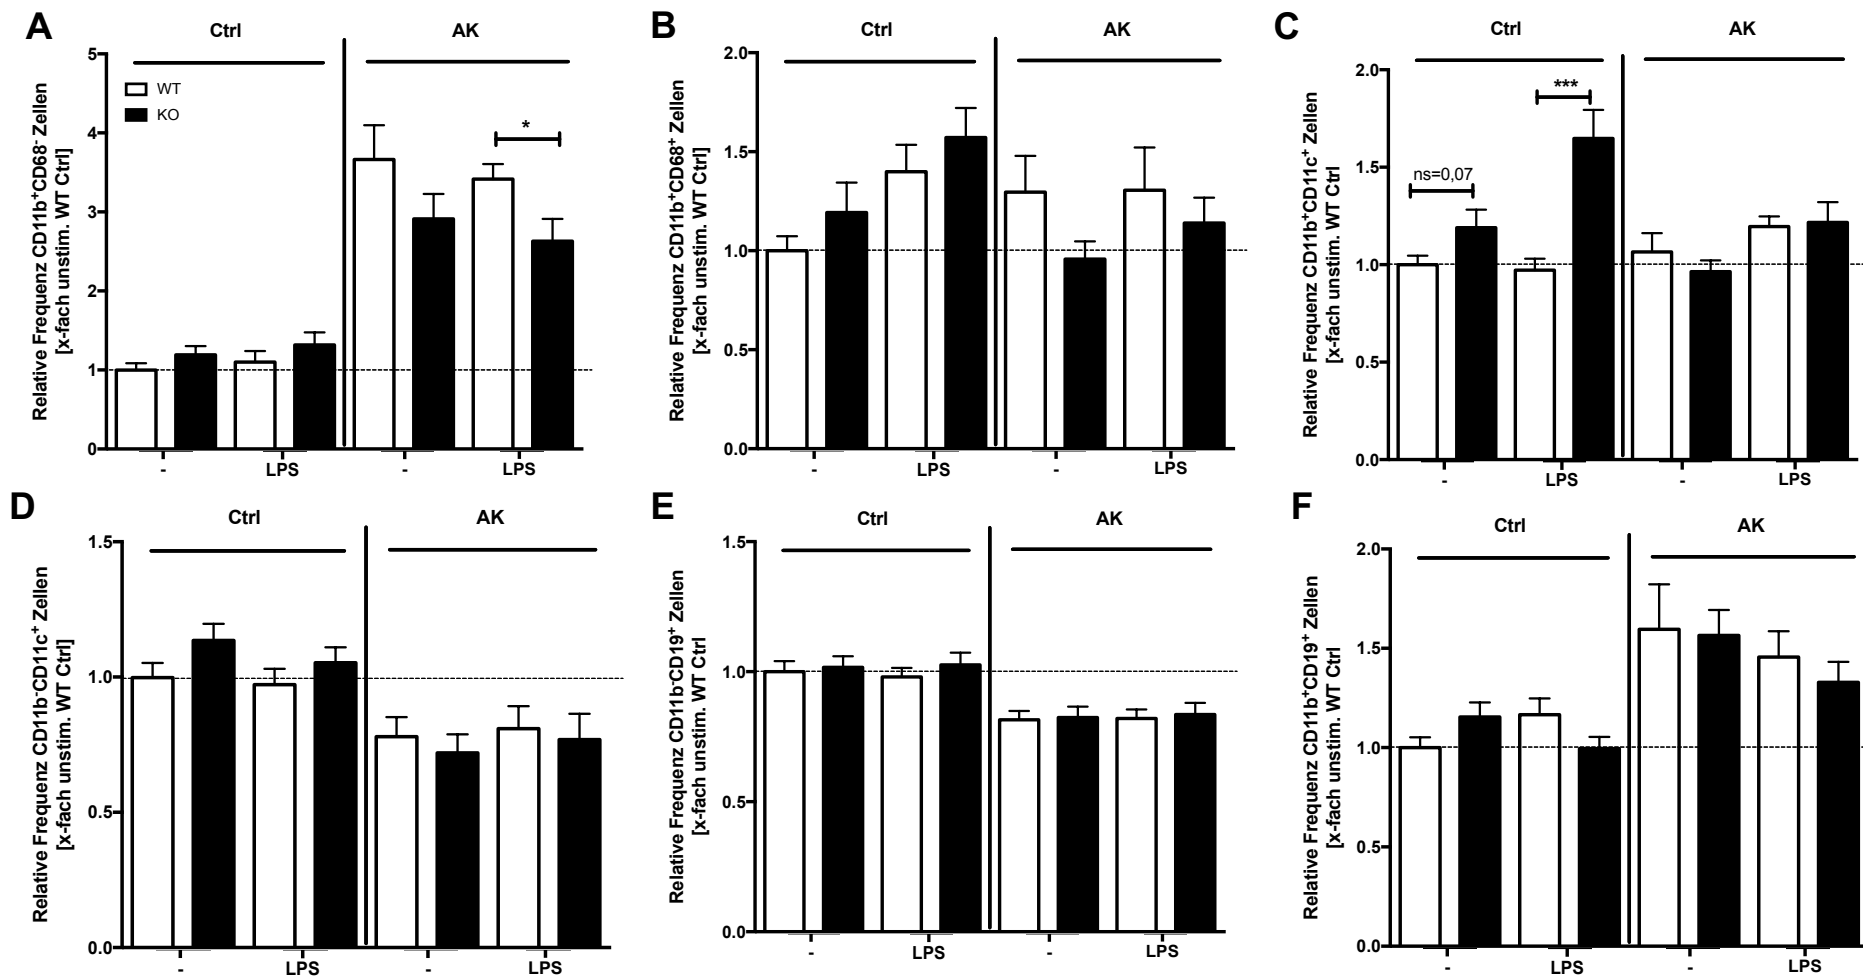 A
Ctrl
AK
Relative Frequenz CD11b⁺CD68⁻ Zellen
[x-fach unstim. WT Ctrl]
5
4
3
2
1
0
WT
KO
*
-
LPS
-
LPS
B
Ctrl
AK
Relative Frequenz CD11b⁺CD68⁺ Zellen
[x-fach unstim. WT Ctrl]
2.0
1.5
1.0
0.5
0.0
-
LPS
-
LPS
C
Ctrl
AK
Relative Frequenz CD11b⁺CD11c⁺ Zellen
[x-fach unstim. WT Ctrl
2.0
1.5
1.0
0.5
0.0
ns=0,07
***
-
LPS
-
LPS
D
Ctrl
AK
Relative Frequenz CD11b⁻CD11c⁺ Zellen
[x-fach unstim. WT Ctrl]
1.5
1.0
0.5
0.0
-
LPS
-
LPS
E
Ctrl
AK
Relative Frequenz CD11b⁻CD19⁺ Zellen
[x-fach unstim. WT Ctrl
1.5
1.0
0.5
0.0
-
LPS
-
LPS
F
Ctrl
AK
Relative Frequenz CD11b⁺CD19⁺ Zellen
[x-fach unstim. WT Ctrl
2.0
1.5
1.0
0.5
0.0
-
LPS
-
LPS